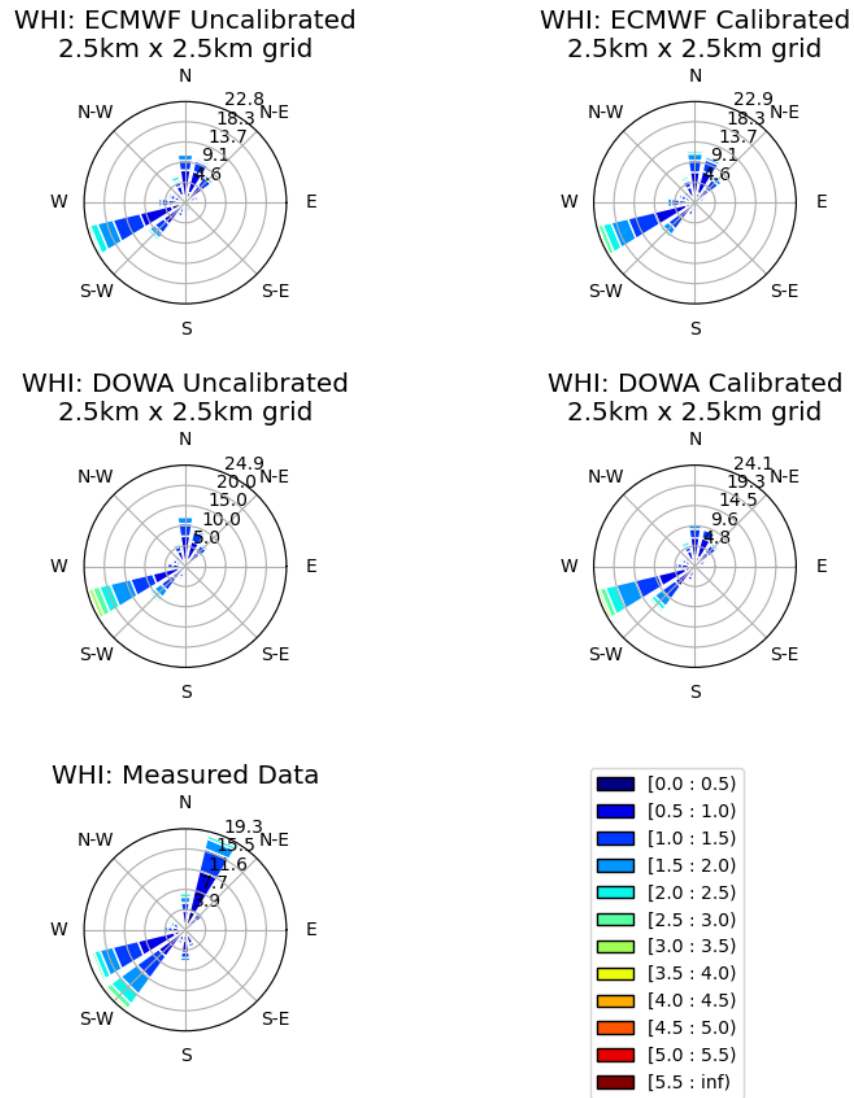 WHI: ECMWF Uncalibrated
2.5km x 2.5km grid
N
N-W
N-E
W
E
S-W
S-E
S
22.8
18.3
13.7
9.1
4.6
WHI: ECMWF Calibrated
2.5km x 2.5km grid
N
N-W
N-E
W
E
S-W
S-E
S
22.9
18.3
13.7
9.1
4.6
WHI: DOWA Uncalibrated
2.5km x 2.5km grid
N
N-W
N-E
W
E
S-W
S-E
S
24.9
20.0
15.0
10.0
5.0
WHI: DOWA Calibrated
2.5km x 2.5km grid
N
N-W
N-E
W
E
S-W
S-E
S
24.1
19.3
14.5
9.6
4.8
WHI: Measured Data
N
N-W
N-E
W
E
S-W
S-E
S
19.3
15.5
11.6
7.7
3.9
[0.0 : 0.5)
[0.5 : 1.0)
[1.0 : 1.5)
[1.5 : 2.0)
[2.0 : 2.5)
[2.5 : 3.0)
[3.0 : 3.5)
[3.5 : 4.0)
[4.0 : 4.5)
[4.5 : 5.0)
[5.0 : 5.5)
[5.5 : inf)